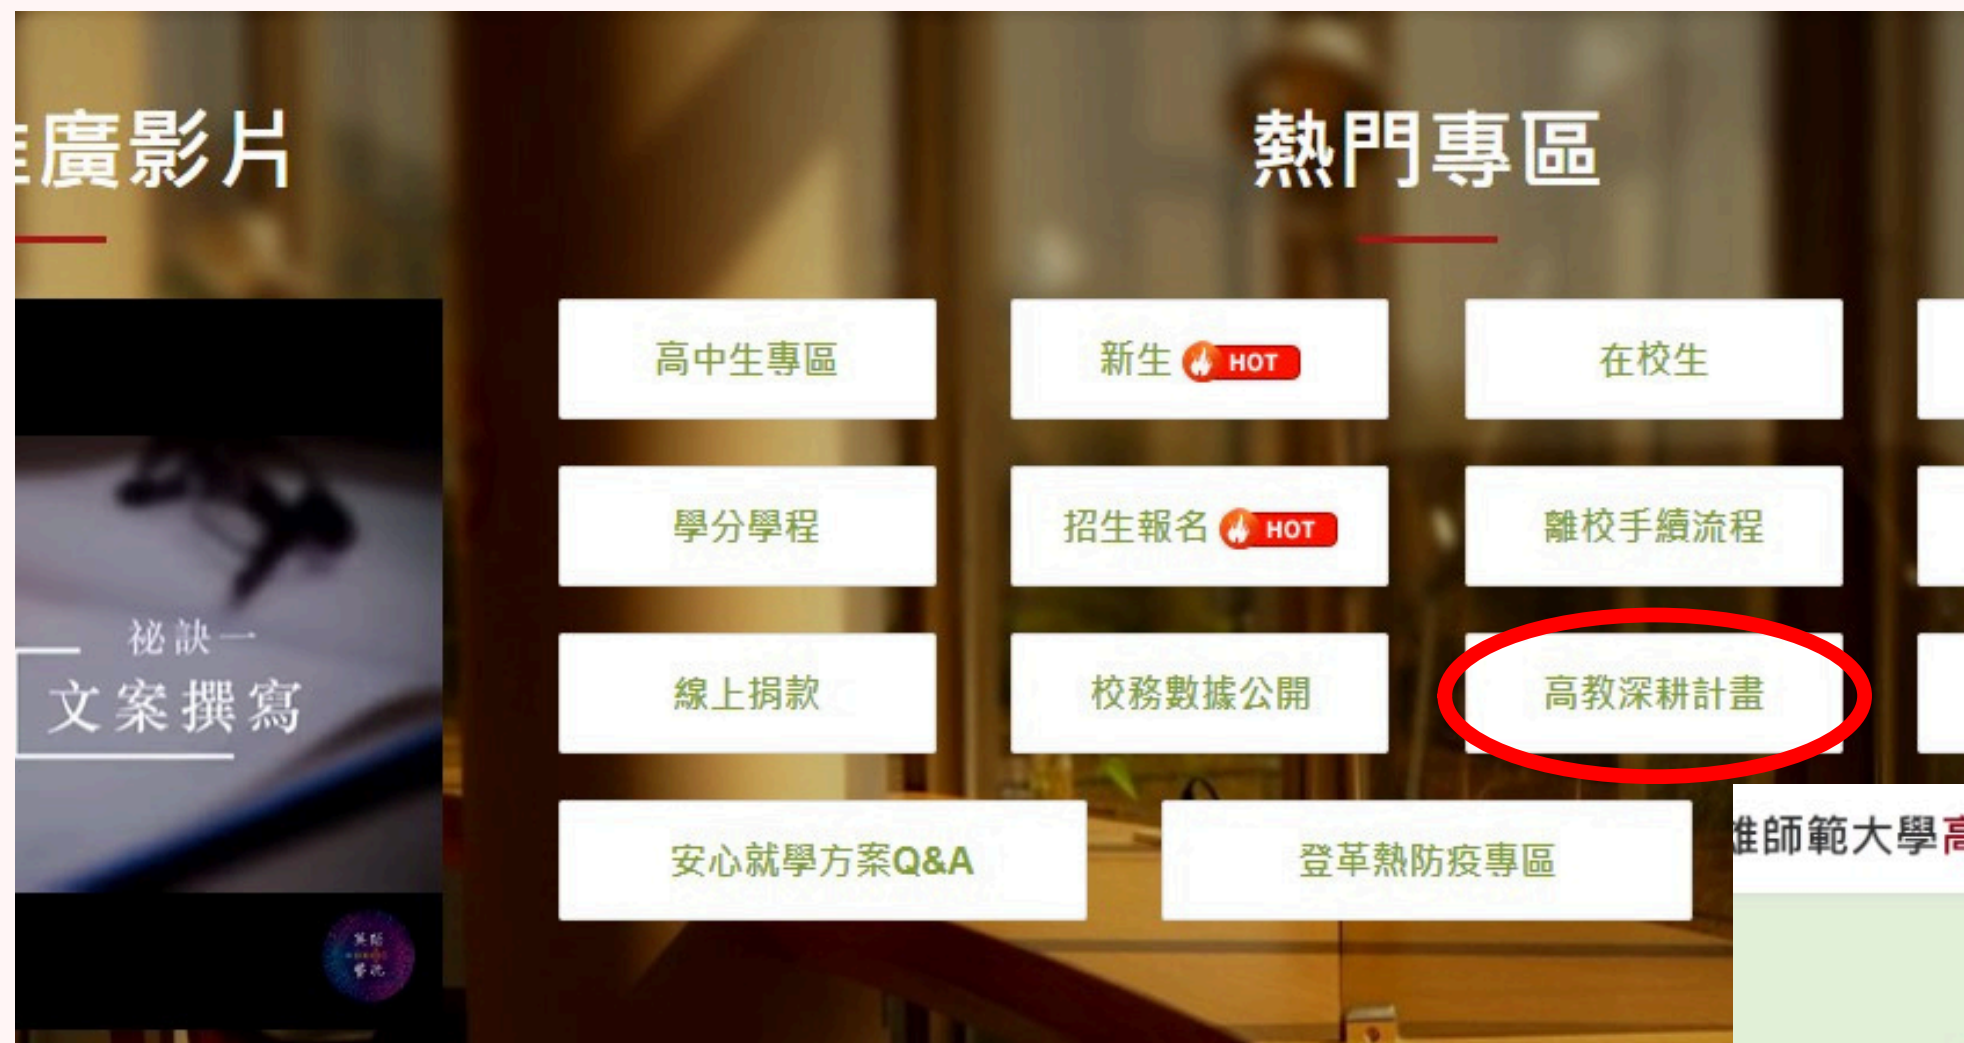 廣影片
熱門專區
高中生專區
新生 HOT
在校生
學分學程
招生報名 HOT
離校手續流程
祕訣一
文案撰寫
線上捐款
校務數據公開
高教深耕計畫
安心就學方案Q&A
登革熱防疫專區
師範大學高